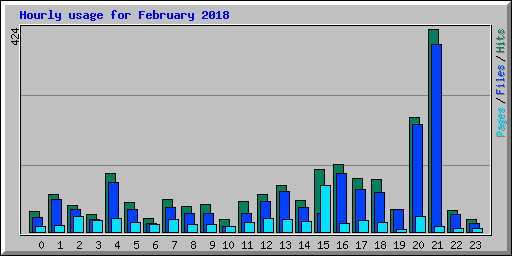 Hourly usage for February 2018
424
Pages/Files/Hits
0 1 2 3 4 5 6 7 8 9 10 11 12 13 14 15 16 17 18 19 20 21 22 23